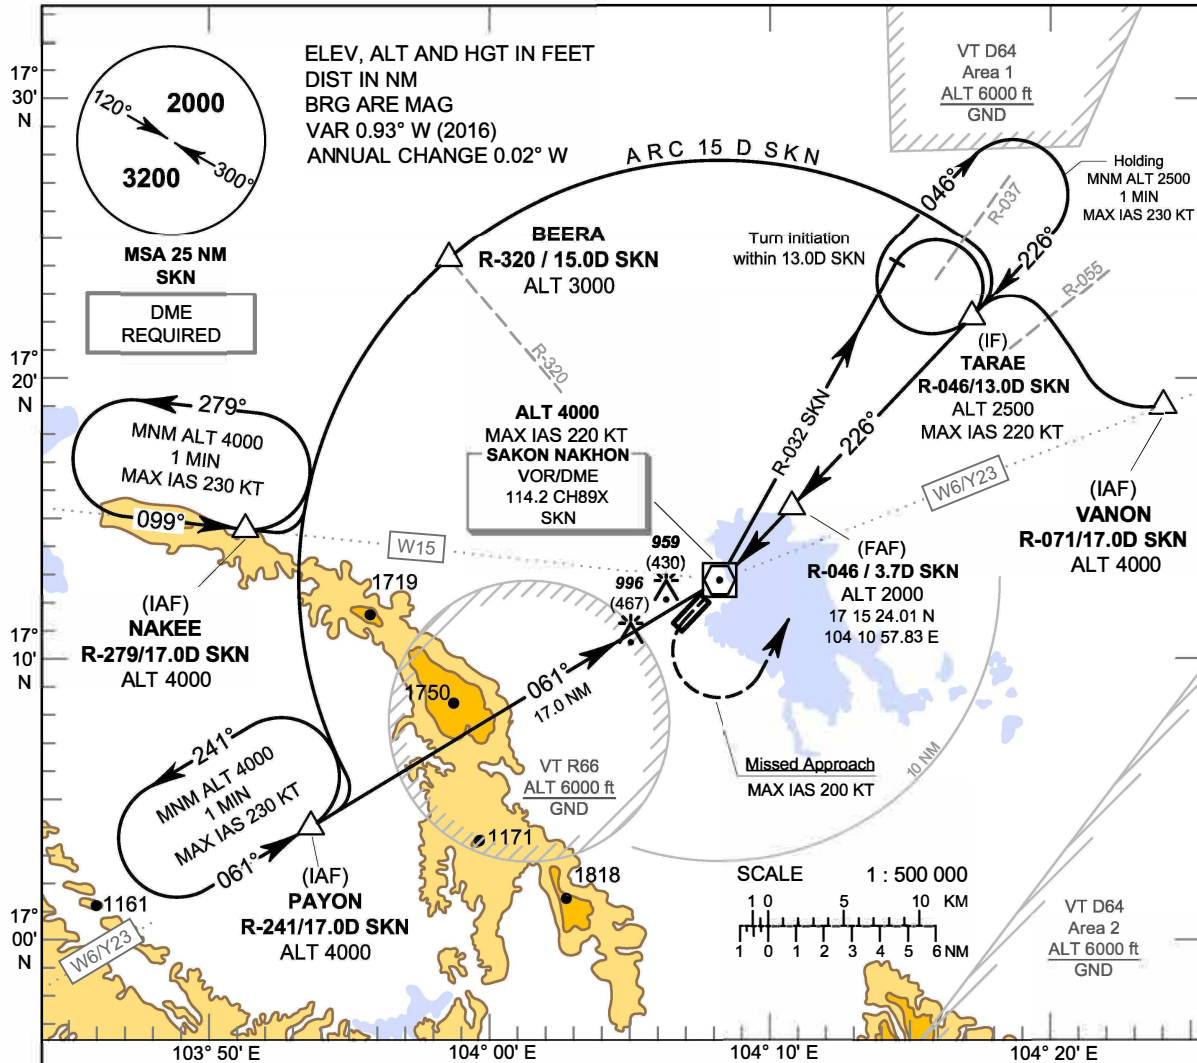 ELEV, ALT AND HGT IN FEET
DIST IN NM
BRG ARE MAG
VAR 0.93° W (2016)
ANNUAL CHANGE 0.02° W
17°
30'
N
120°
2000
3200
300°
MSA 25 NM
SKN
DME
REQUIRED
VT D64
Area 1
ALT 6000 ft
GND
ARC 15 D SKN
046°
R-037
Holding
MNM ALT 2500
1 MIN
MAX IAS 230 KT
226°
R-055
BEERA
R-320 / 15.0D SKN
ALT 3000
R-320
Turn initiation
within 13.0D SKN
17°
20'
N
(IF)
TARAE
R-046/13.0D SKN
ALT 2500
MAX IAS 220 KT
279°
MNM ALT 4000
1 MIN
MAX IAS 230 KT
099°
ALT 4000
MAX IAS 220 KT
SAKON NAKHON
VOR/DME
114.2 CH89X
SKN
R-032 SKN
226°
W6/Y23
(IAF)
VANON
R-071/17.0D SKN
ALT 4000
W15
959
(430)
996
(467)
(FAF)
R-046 / 3.7D SKN
ALT 2000
17 15 24.01 N
104 10 57.83 E
1719
(IAF)
NAKEE
R-279/17.0D SKN
ALT 4000
17°
10'
N
1750
061°
17.0 NM
241°
MNM ALT 4000
1 MIN
MAX IAS 230 KT
061°
VT R66
ALT 6000 ft
GND
Missed Approach
MAX IAS 200 KT
10 NM
1171
1818
1161
(IAF)
PAYON
R-241/17.0D SKN
ALT 4000
W6/Y23
17°
00'
N
SCALE 1 : 500 000
1 0 5 10 KM
1 0 1 2 3 4 5 6 NM
VT D64
Area 2
ALT 6000 ft
GND
103°50' E
104° 00' E
104°10' E
104°20' E